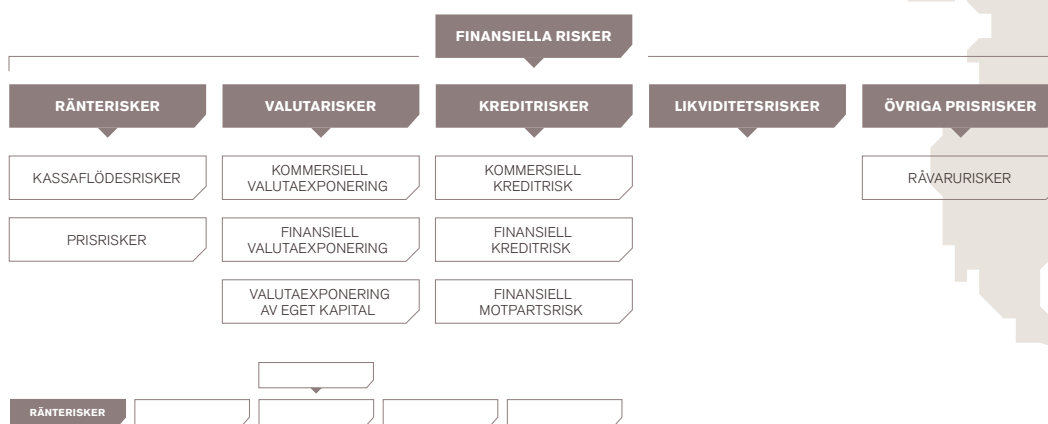 FINANSIELLA RISKER
RÄNTERISKER
VALUTARISKER
KREDITRISKER
LIKVIDITETSRISKER
ÖVRIGA PRISRISKER
KASSAFLÖDESRISKER
KOMMERSIELL
VALUTAEXPONERING
KOMMERSIELL
KREDITRISK
RÅVARURISKER
PRISRISKER
FINANSIELL
VALUTAEXPONERING
FINANSIELL
KREDITRISK
VALUTAEXPONERING
AV EGET KAPITAL
FINANSIELL
MOTPARTSRISK
RÄNTERISKER